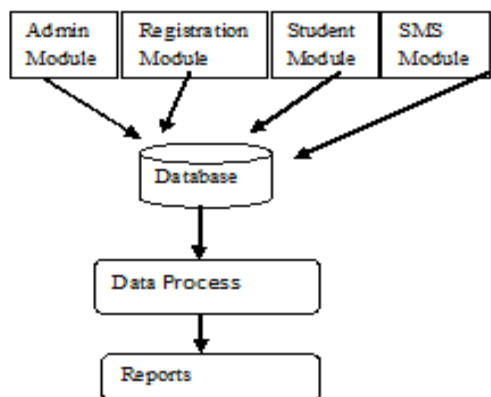 Admin
Module
Registration
Module
Student
Module
SMS
Module
Database
Data Process
Reports